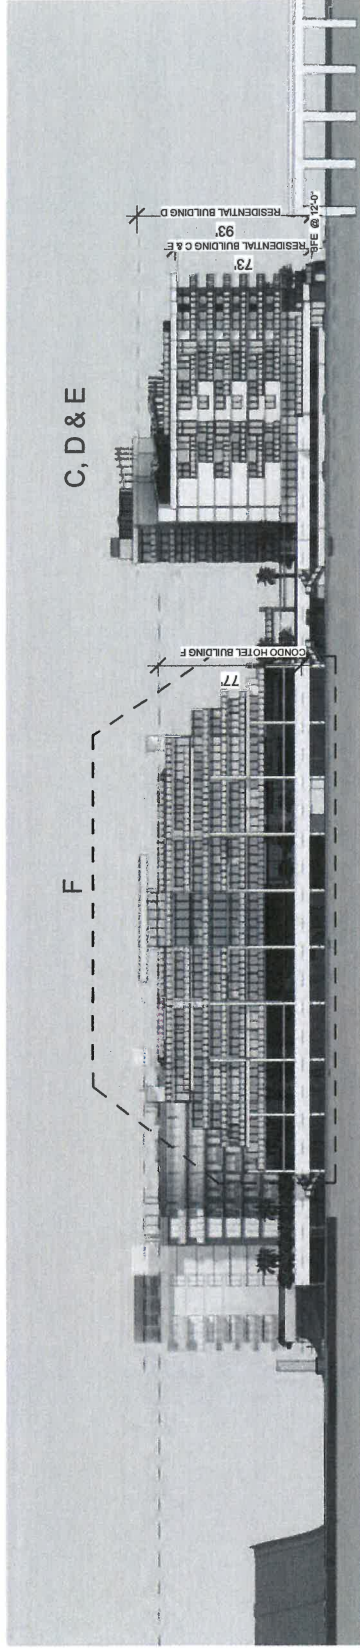 C, D & E
F
RESIDENTIAL BUILDING D
93'
RESIDENTIAL BUILDING C & E
73'
BFE @ 12'-0"
CONDO HOTEL BUILDING F
77'